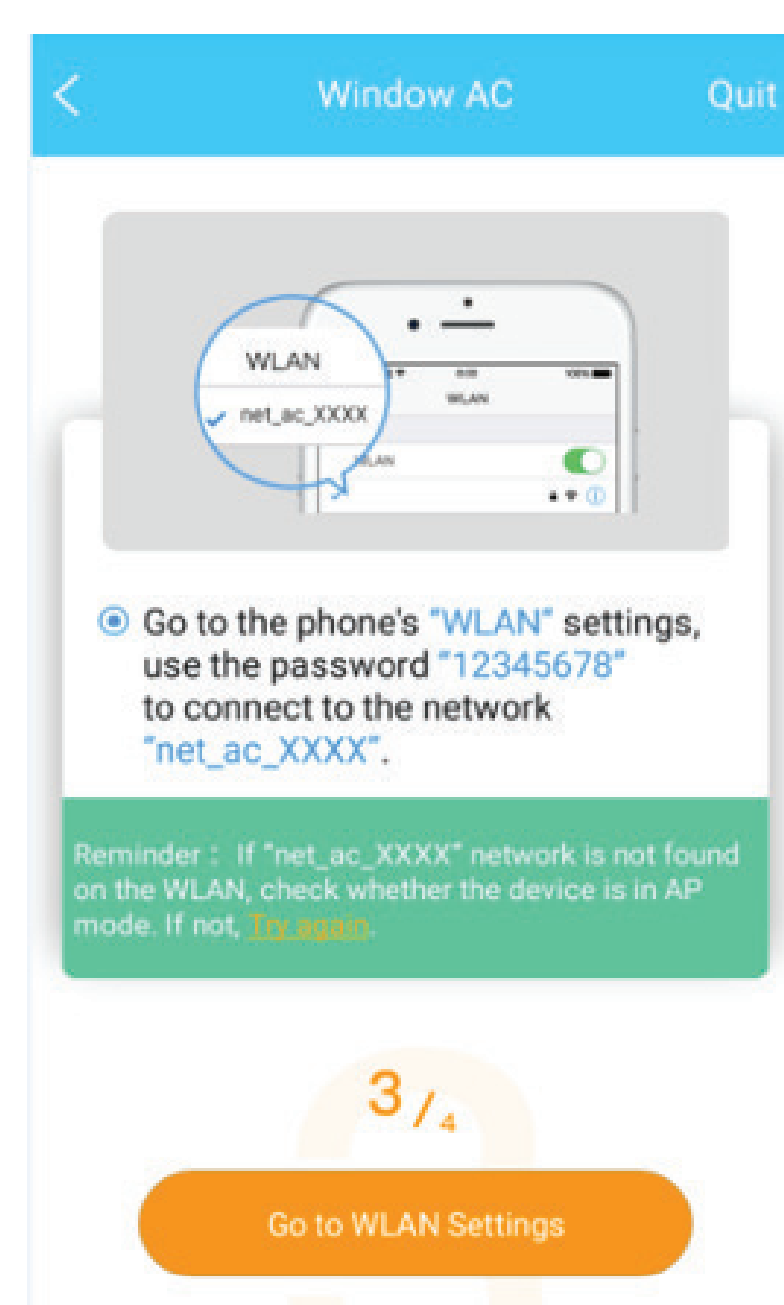 Window AC
Quit
WLAN
net_ac_XXXX
WLAN
WLAN
Go to the phone's "WLAN" settings,
use the password "12345678"
to connect to the network
"net_ac_XXXX".
Reminder : If "net_ac_XXXX" network is not found
on the WLAN, check whether the device is in AP
mode. If not, Try again.
3/4
Go to WLAN Settings